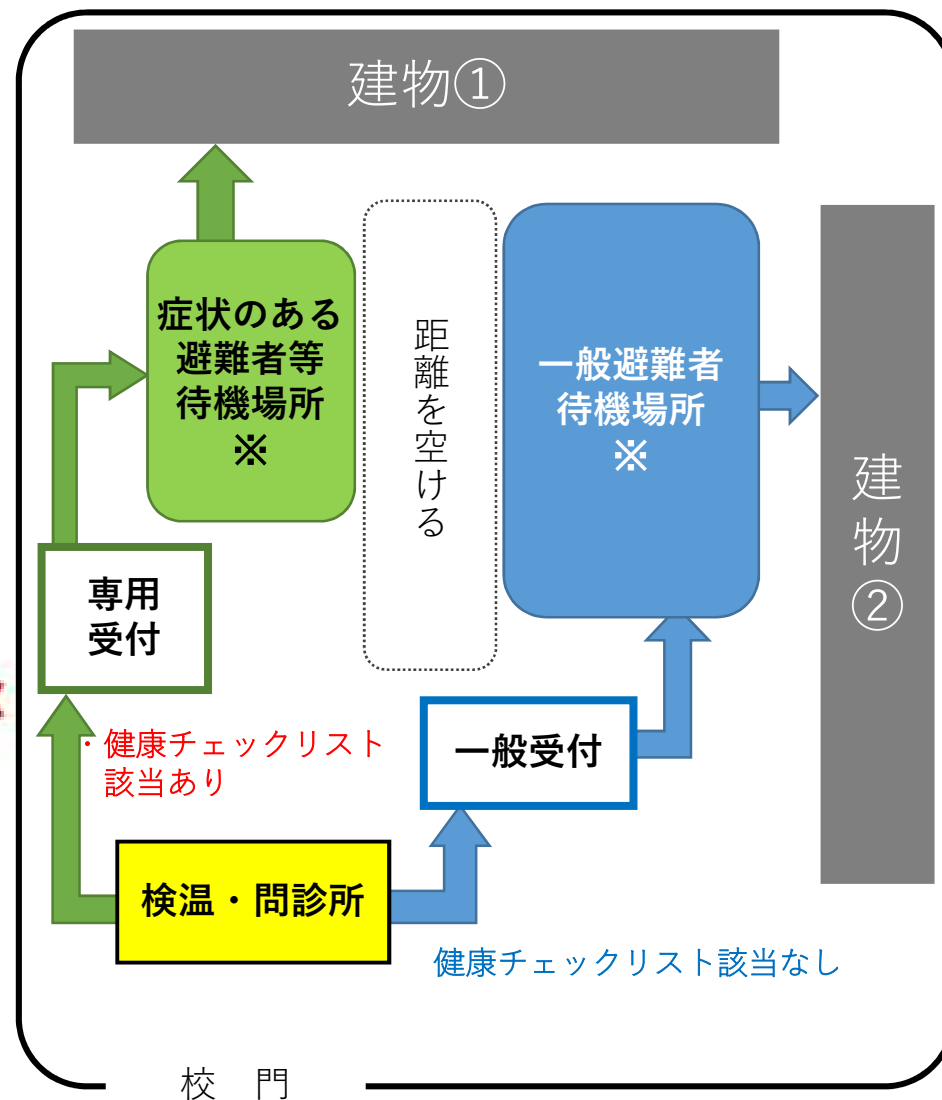 建物①
症状のある
避難者等
待機場所
※
距離を空ける
一般避難者
待機場所
※
建物②
専用
受付
・健康チェックリスト
該当あり
一般受付
検温・問診所
健康チェックリスト該当なし
校　門